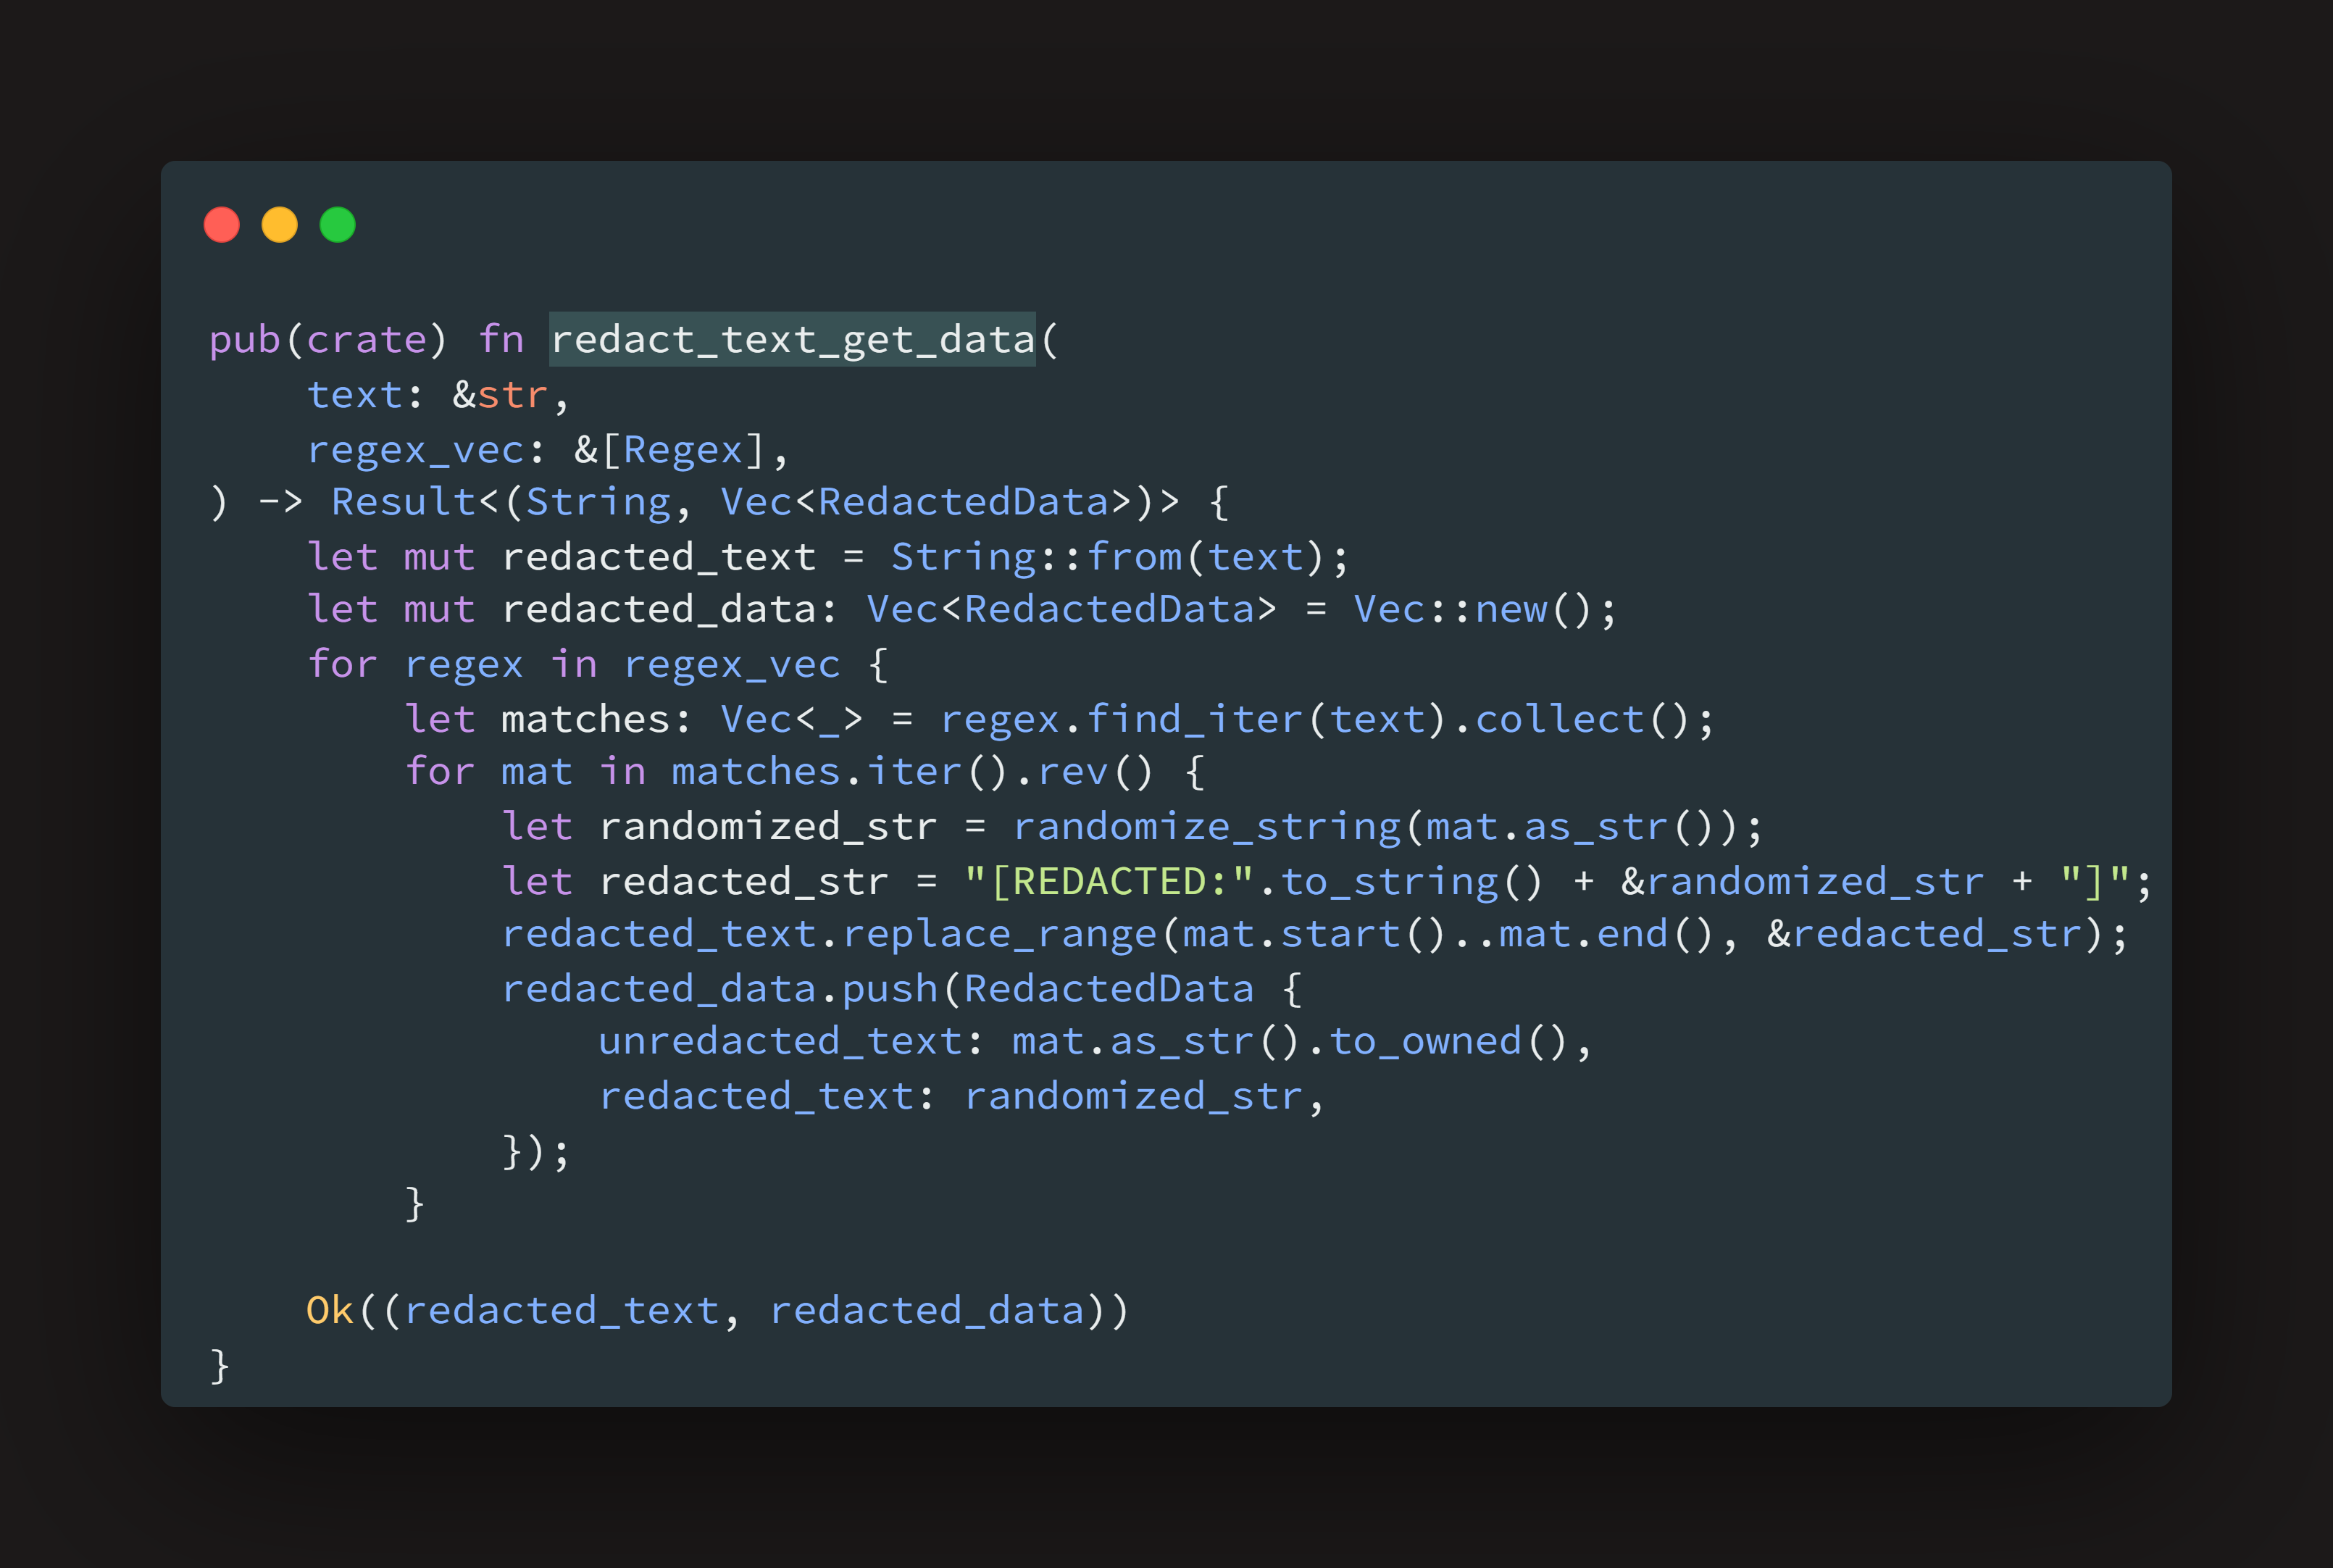 pub(crate) fn redact_text_get_data(
    text: &str,
    regex_vec: &[Regex],
) -> Result<(String, Vec<RedactedData>)> {
    let mut redacted_text = String::from(text);
    let mut redacted_data: Vec<RedactedData> = Vec::new();
    for regex in regex_vec {
        let matches: Vec<_> = regex.find_iter(text).collect();
        for mat in matches.iter().rev() {
            let randomized_str = randomize_string(mat.as_str());
            let redacted_str = "[REDACTED:".to_string() + &randomized_str + "]";
            redacted_text.replace_range(mat.start()..mat.end(), &redacted_str);
            redacted_data.push(RedactedData {
                unredacted_text: mat.as_str().to_owned(),
                redacted_text: randomized_str,
            });
        }

    Ok((redacted_text, redacted_data))
}